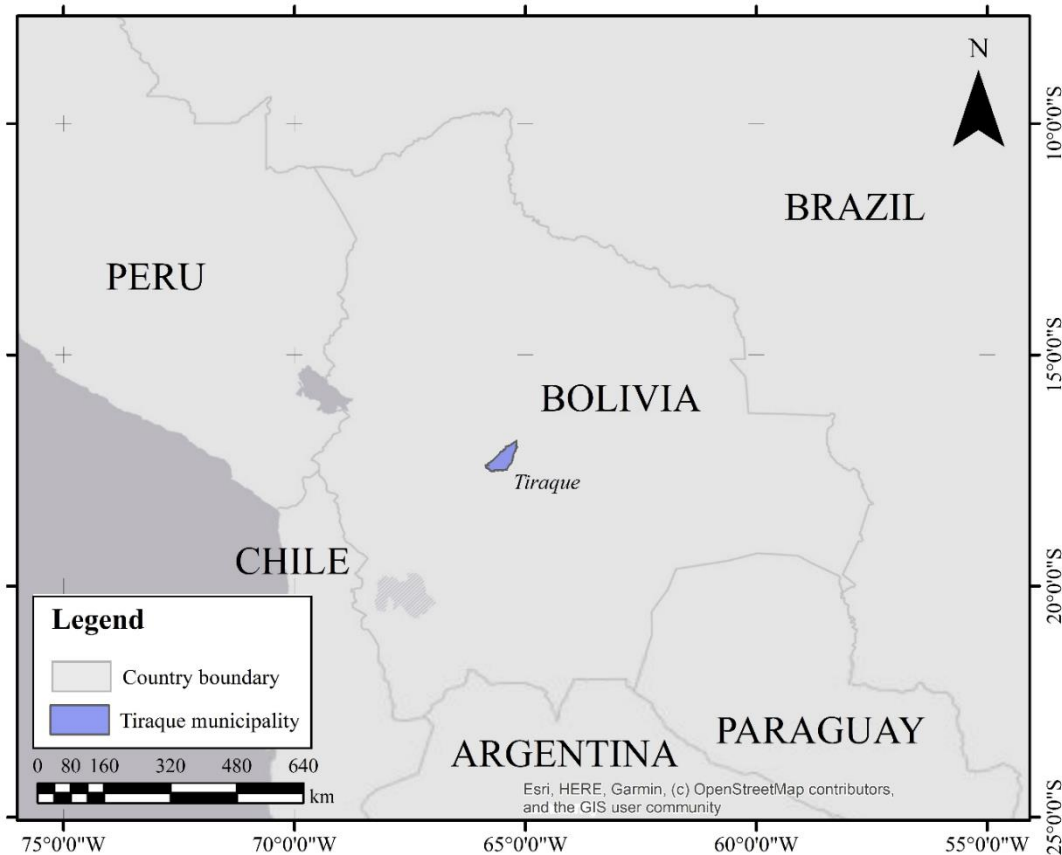 N
10°0'0"S
BRAZIL
PERU
15°0'0"S
BOLIVIA
Tiraque
CHILE
20°0'0"S
Legend
Country boundary
Tiraque municipality
PARAGUAY
ARGENTINA
0 80 160 320 480 640
km
Esri, HERE, Garmin, (c) OpenStreetMap contributors,
and the GIS user community
25°0'0"S
75°0'0"W 70°0'0"W 65°0'0"W 60°0'0"W 55°0'0"W